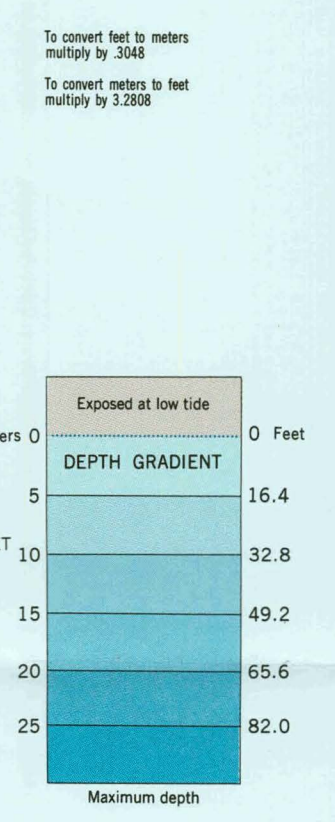 To convert feet to meters
multiply by .3048
To convert meters to feet
multiply by 3.2808
Exposed at low tide
ers 0 0 Feet
DEPTH GRADIENT
5 16.4
T
10 32.8
15 49.2
20 65.6
25 82.0
Maximum depth